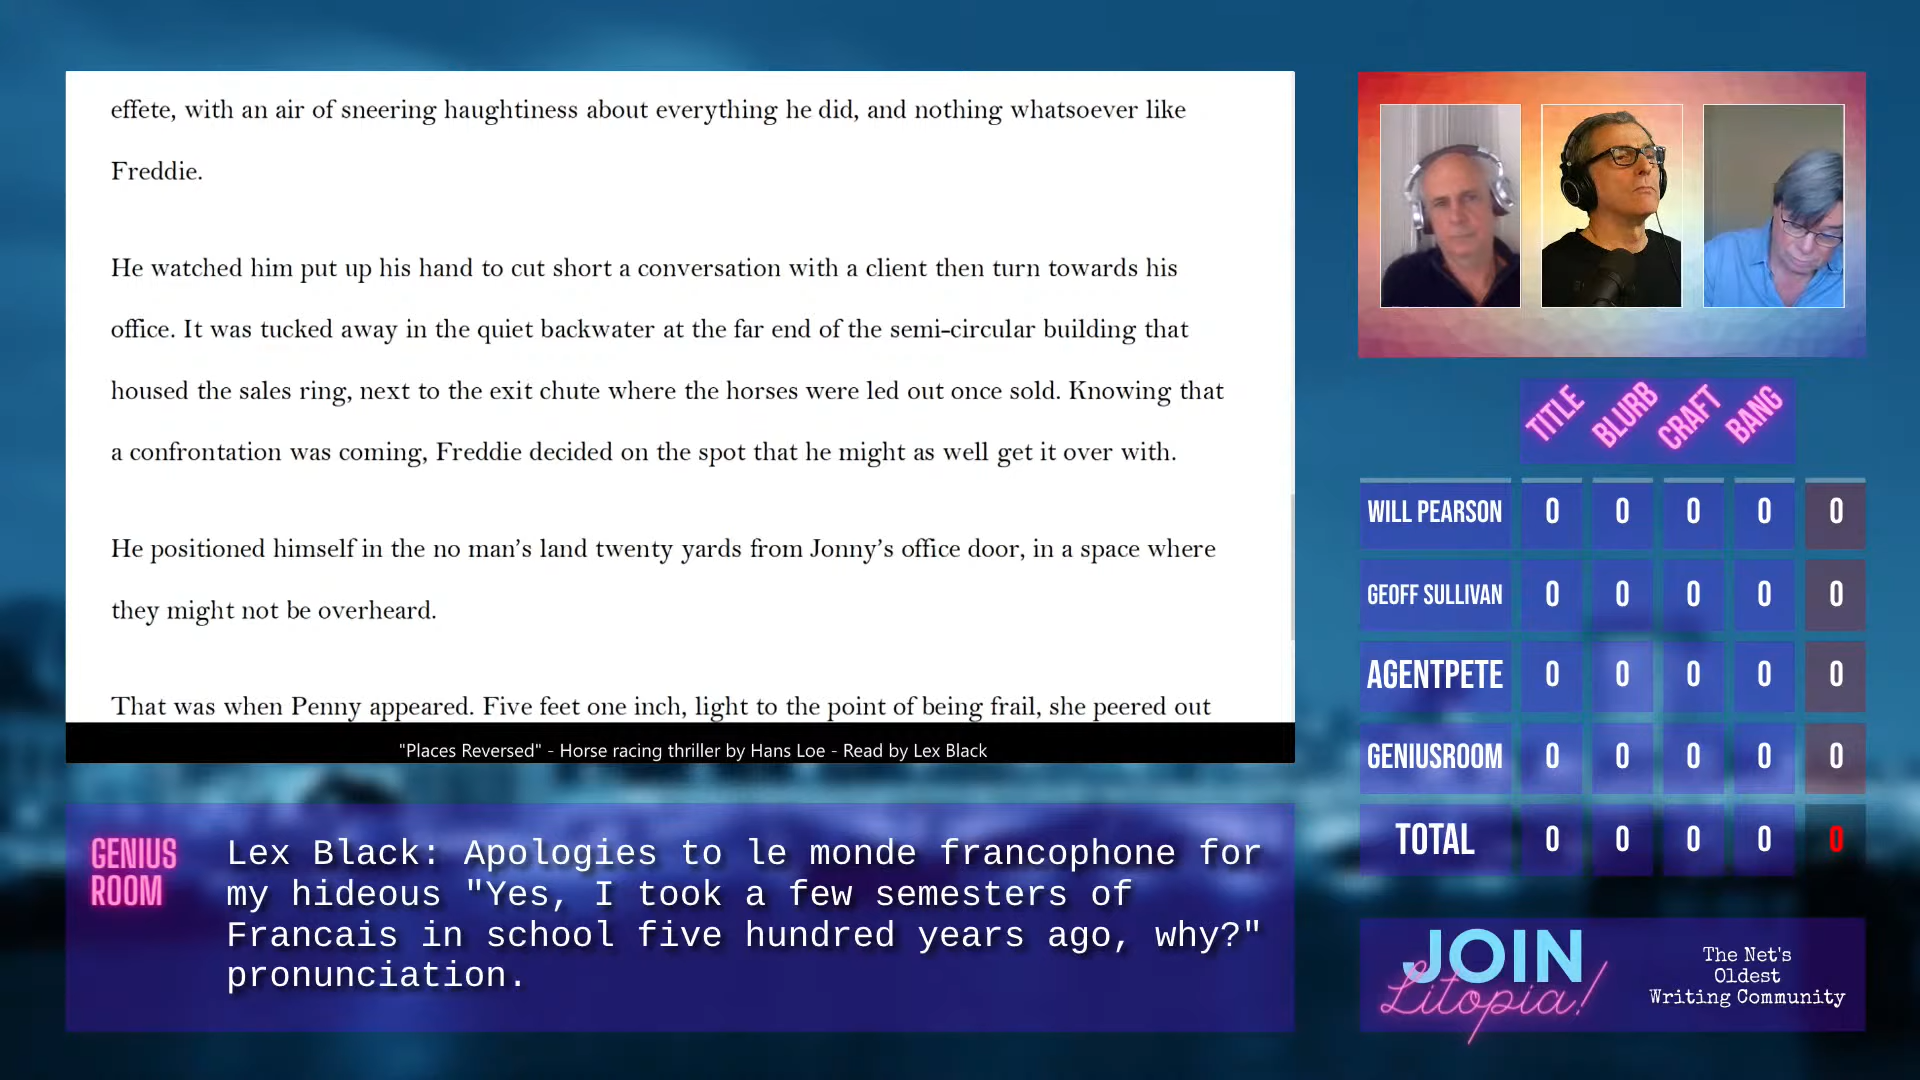 effete, with an air of sneering haughtiness about everything he did, and nothing whatsoever like
Freddie.
He watched him put up his hand to cut short a conversation with a client then turn towards his
office. It was tucked away in the quiet backwater at the far end of the semi-circular building that
housed the sales ring, next to the exit chute where the horses were led out once sold. Knowing that
a confrontation was coming, Freddie decided on the spot that he might as well get it over with.
He positioned himself in the no man’s land twenty yards from Jonny’s office door, in a space where
they might not be overheard.
That was when Penny appeared. Five feet one inch, light to the point of being frail, she peered out
"Places Reversed" - Horse racing thriller by Hans Loe - Read by Lex Black
GENIUS
ROOM
Lex Black: Apologies to le monde francophone for
my hideous "Yes, I took a few semesters of
Francais in school five hundred years ago, why?"
pronunciation.
TITLE BLURB CRAFT BANG
WILL PEARSON 0 0 0 0 0
GEOFF SULLIVAN 0 0 0 0 0
AGENTPETE 0 0 0 0 0
GENIUSROOM 0 0 0 0 0
TOTAL 0 0 0 0 0
JOIN
Litopia!
The Net's
Oldest
Writing Community